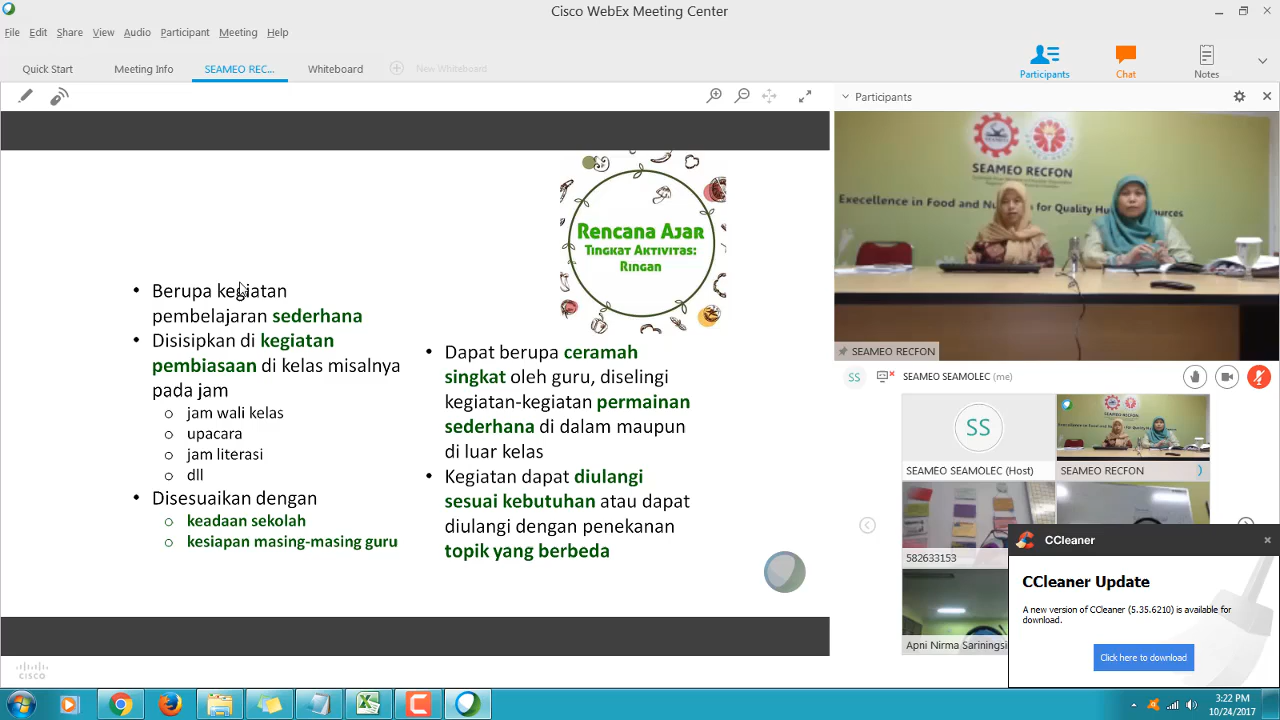 Cisco WebEx Meeting Center
File Edit Share View Audio Participant Meeting Help
Quick Start
Meeting Info
SEAMEO REC...
Whiteboard
New Whiteboard
Participants
Chat
Notes
Participants
Rencana Ajar
Tingkat Aktivitas:
Ringan
• Berupa kegiatan
pembelajaran sederhana
• Disisipkan di kegiatan
pembiasaan di kelas misalnya
pada jam
o jam wali kelas
o upacara
o jam literasi
o dll
• Disesuaikan dengan
o keadaan sekolah
o kesiapan masing-masing guru
• Dapat berupa ceramah
singkat oleh guru, diselingi
kegiatan-kegiatan permainan
sederhana di dalam maupun
di luar kelas
• Kegiatan dapat diulangi
sesuai kebutuhan atau dapat
diulangi dengan penekanan
topik yang berbeda
SEAMEO RECFON
Execellence in Food and for Quality
SEAMEO RECFON
SS
SEAMEO SEAMOLEC (me)
SS
SEAMEO SEAMOLEC (Host)
SEAMEO RECFON
582633153
Apni Nirma Sariningsi
CCleaner
CCleaner Update
A new version of CCleaner (5.35.6210) is available for
download.
Click here to download
CISCO
3:22 PM
10/24/2017